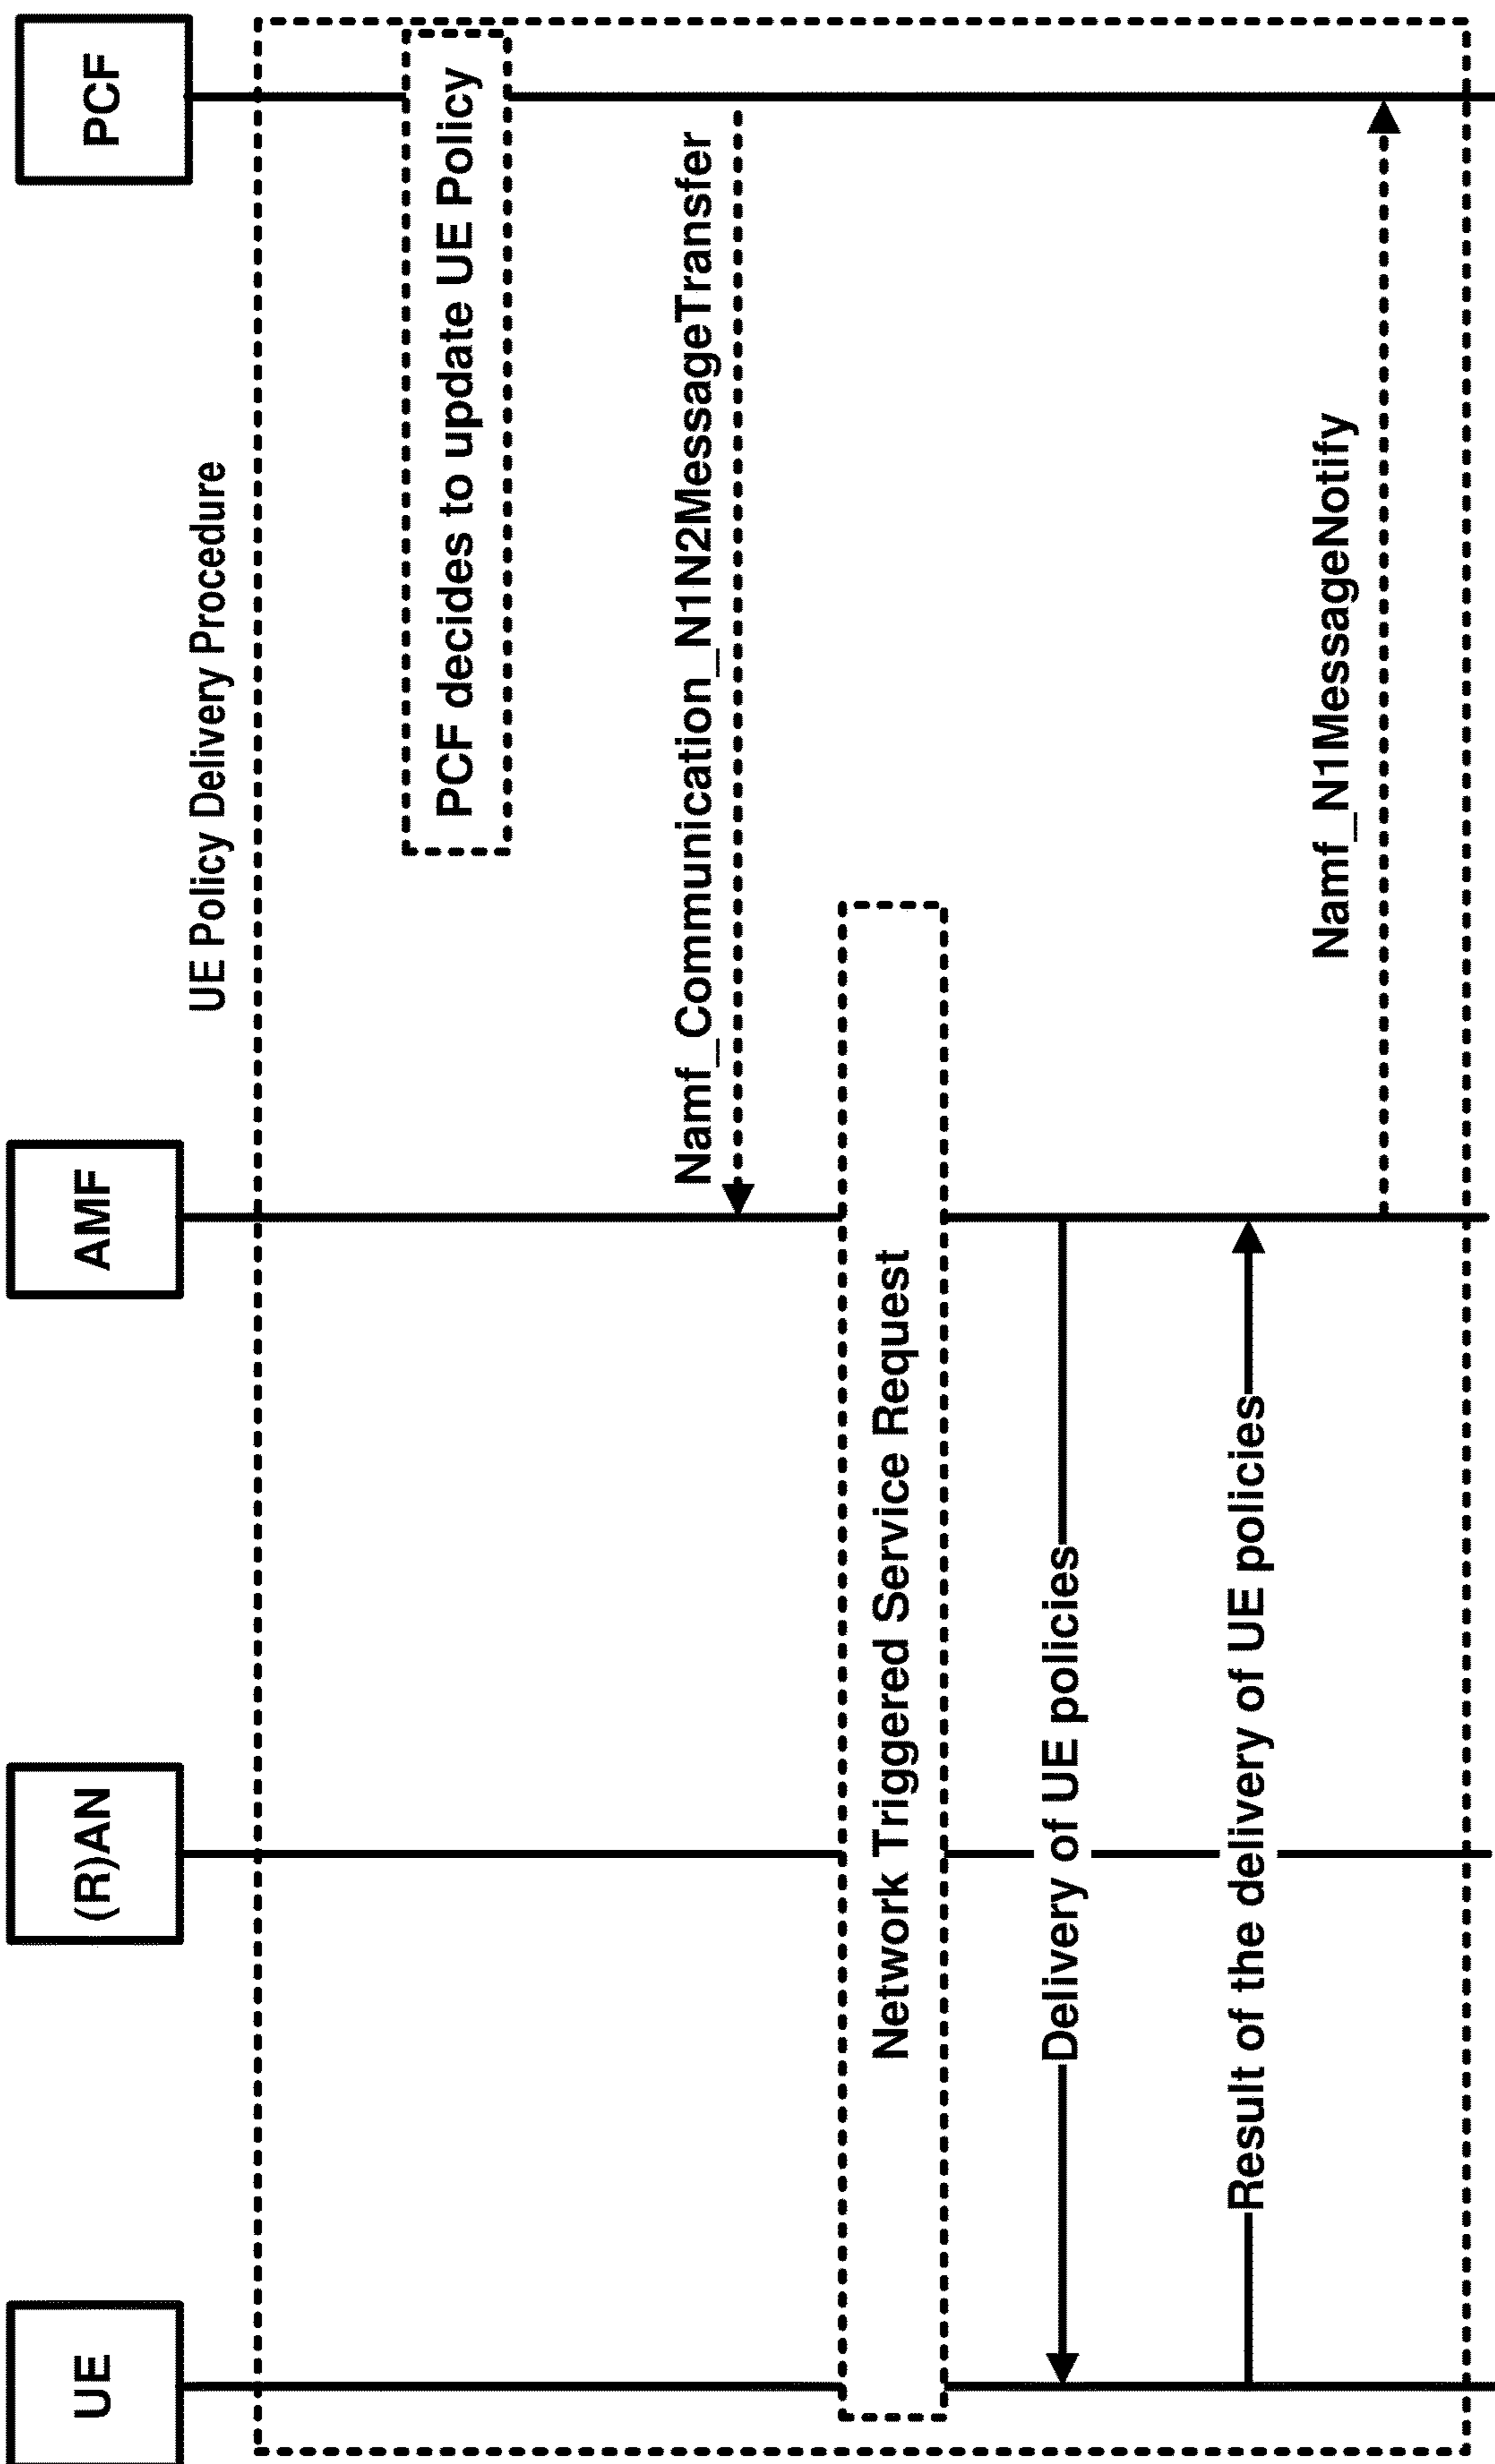 UE
(R)AN
AMF
PCF
UE Policy Delivery Procedure
PCF decides to update UE Policy
Namf_Communication_N1N2MessageTransfer
Network Triggered Service Request
Delivery of UE policies
Result of the delivery of UE policies
Namf_N1MessageNotify